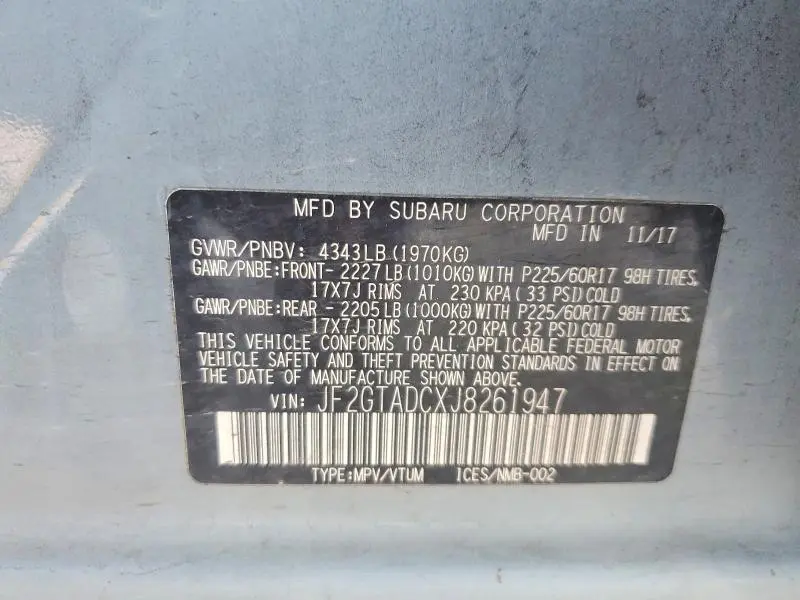 MFD BY SUBARU CORPORATION
MFD IN 11/17
GVWR/PNBV: 4343LB(1970KG)
GAWR/PNBE:FRONT- 2227LB(1010KG)WITH P225/60R17 98H TIRES,
17X7J RIMS AT 230 KPA( 33 PSI)COLD
GAWR/PNBE:REAR - 2205LB(1000KG)WITH P225/60R17 98H TIRES,
17X7J RIMS AT 220 KPA( 32 PSI)COLD
THIS VEHICLE CONFORMS TO ALL APPLICABLE FEDERAL MOTOR
VEHICLE SAFETY AND THEFT PREVENTION STANDARDS IN EFFECT ON
THE DATE OF MANUFACTURE SHOWN ABOVE.
VIN: JF2GTADCXJ8261947
TYPE:MPV/VTUM ICES/NMB-002